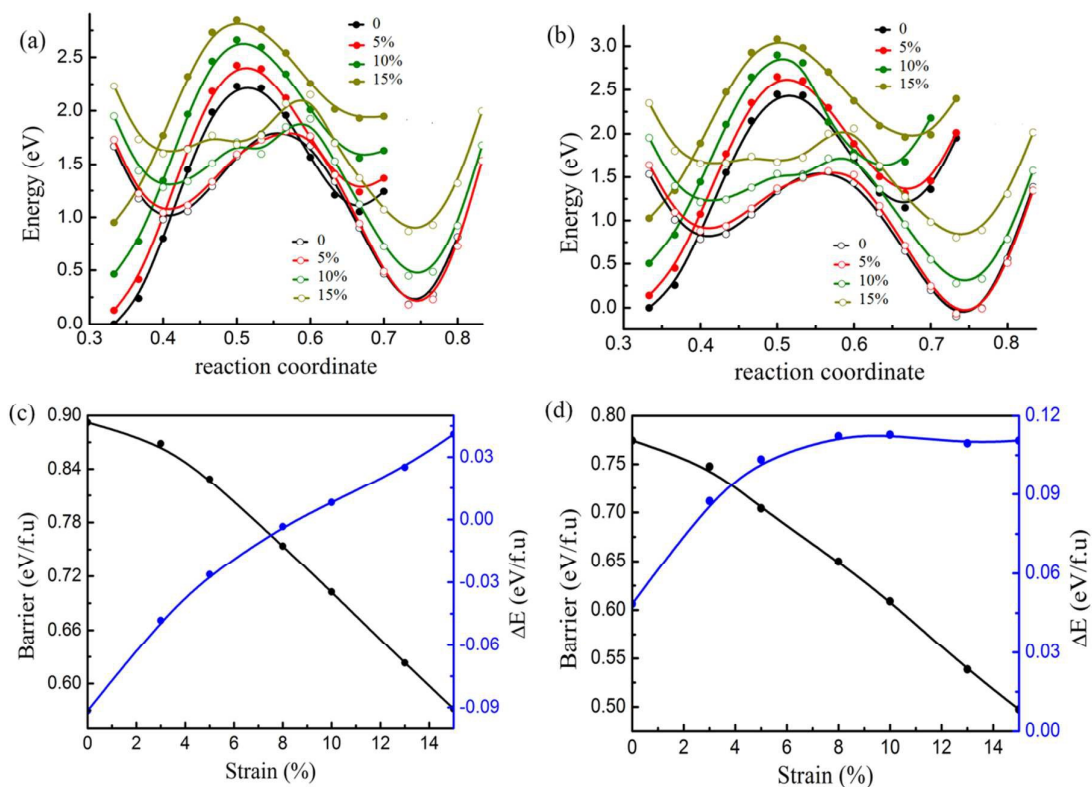 (a)
0
5%
10%
15%
2.5
2.0
1.5
1.0
0.5
0.0
Energy (eV)
0
5%
10%
15%
0.3 0.4 0.5 0.6 0.7 0.8
reaction coordinate
(b)
0
5%
10%
15%
3.0
2.5
2.0
1.5
1.0
0.5
0.0
Energy (eV)
0
5%
10%
15%
0.3 0.4 0.5 0.6 0.7 0.8
reaction coordinate
(c)
0.90
0.84
0.78
0.72
0.66
0.60
Barrier (eV/f.u)
0.03
0.00
-0.03
-0.06
-0.09
ΔE (eV/f.u)
0 2 4 6 8 10 12 14
Strain (%)
(d)
0.80
0.75
0.70
0.65
0.60
0.55
0.50
Barrier (eV/f.u)
0.12
0.09
0.06
0.03
0.00
ΔE (eV/f.u)
0 2 4 6 8 10 12 14
Strain (%)